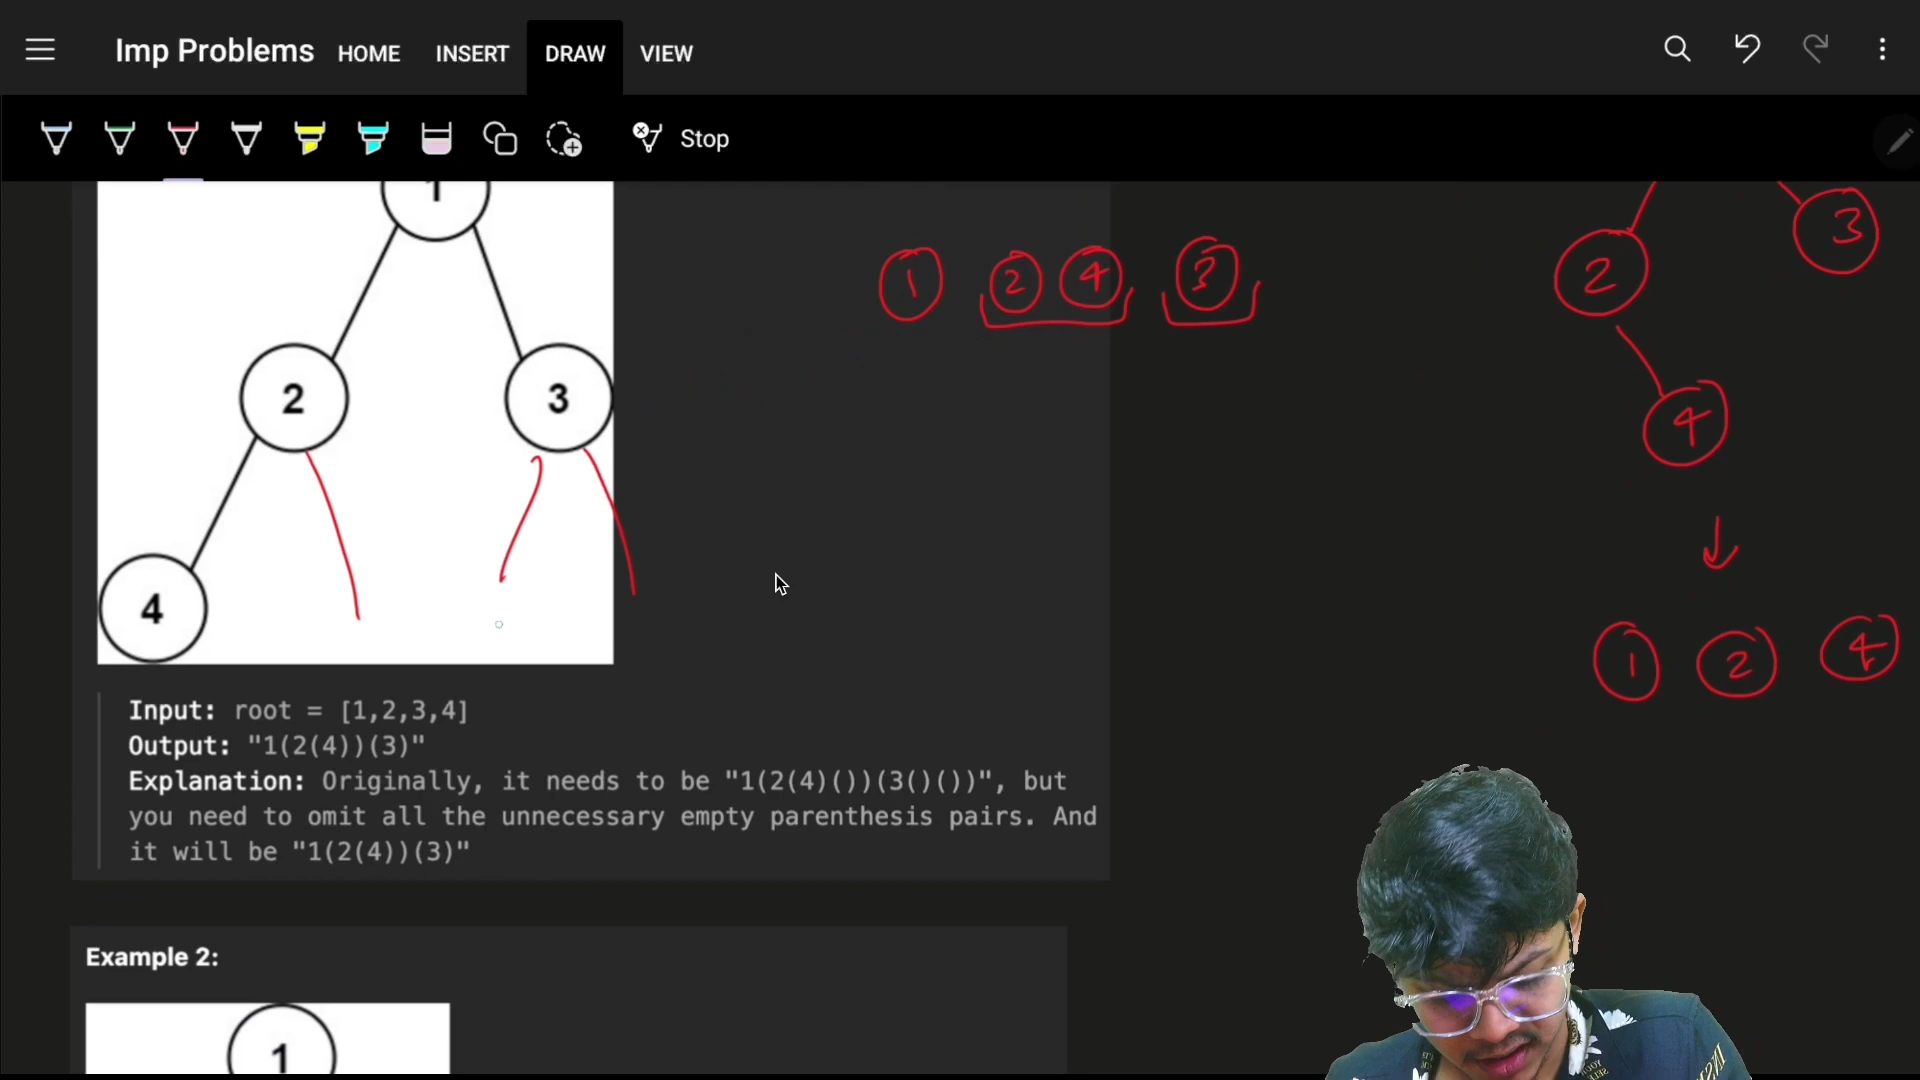 Imp Problems HOME INSERT DRAW VIEW
Stop
1
2 3
4
1 2 4 3
2 3
4
1 2 4
Input: root = [1,2,3,4]
Output: "1(2(4))(3)"
Explanation: Originally, it needs to be "1(2(4)())(3()())", but
you need to omit all the unnecessary empty parenthesis pairs. And
it will be "1(2(4))(3)"
Example 2:
1